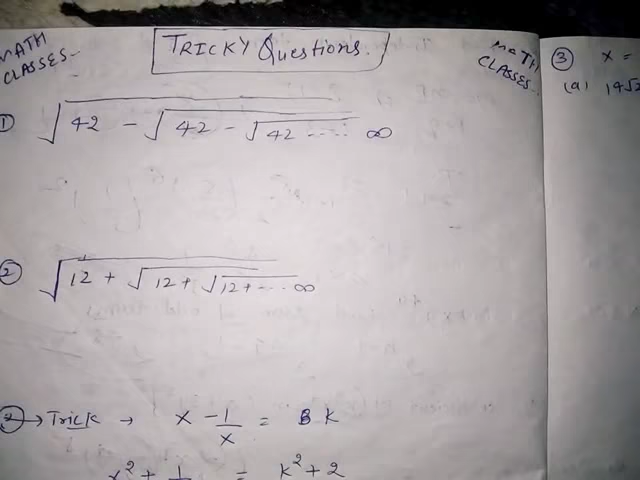 MATH
CLASSES..
TRICKY Questions.
MATH
CLASSES..
① √42 - √42 - √42 ..... ∞
② √12 + √12 + √12 + .... ∞
→ Trick → x - 1/x = k
x² + 1 = k² + 2
③ x =
(a) 14√2